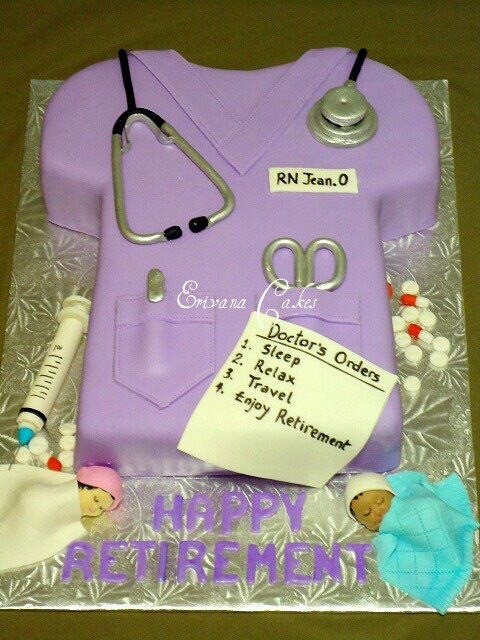 RN Jean.O
Erivana Cakes
Doctor's Orders
1. Sleep
2. Relax
3. Travel
4. Enjoy Retirement
HAPPY
RETIREMENT